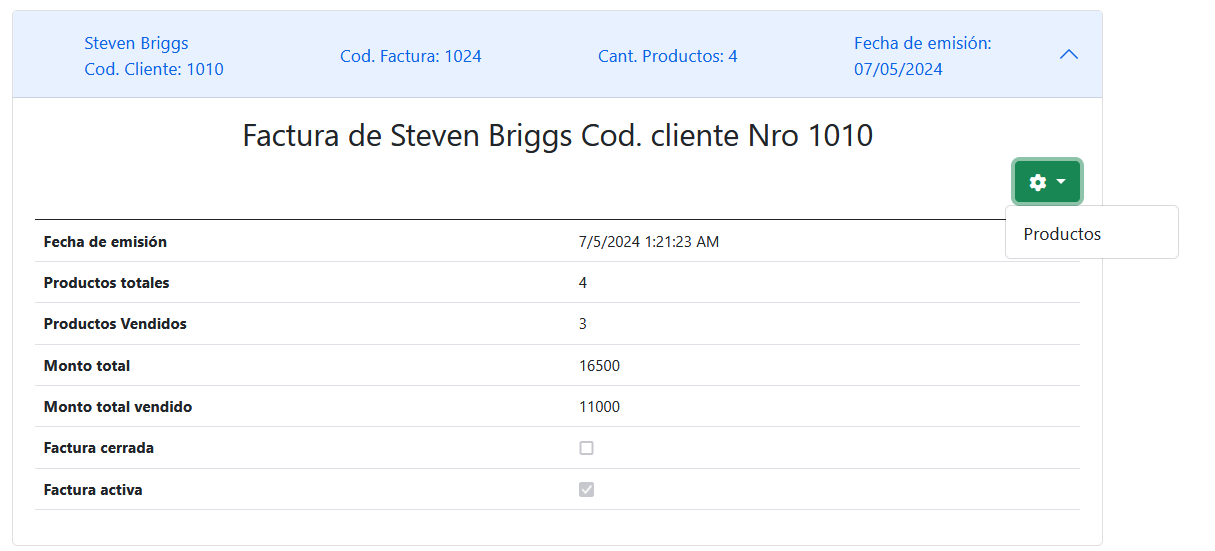 Steven Briggs
Cod. Cliente: 1010
Cod. Factura: 1024
Cant. Productos: 4
Fecha de emisión:
07/05/2024
Factura de Steven Briggs Cod. cliente Nro 1010
Productos
Fecha de emisión 7/5/2024 1:21:23 AM
Productos totales 4
Productos Vendidos 3
Monto total 16500
Monto total vendido 11000
Factura cerrada
Factura activa